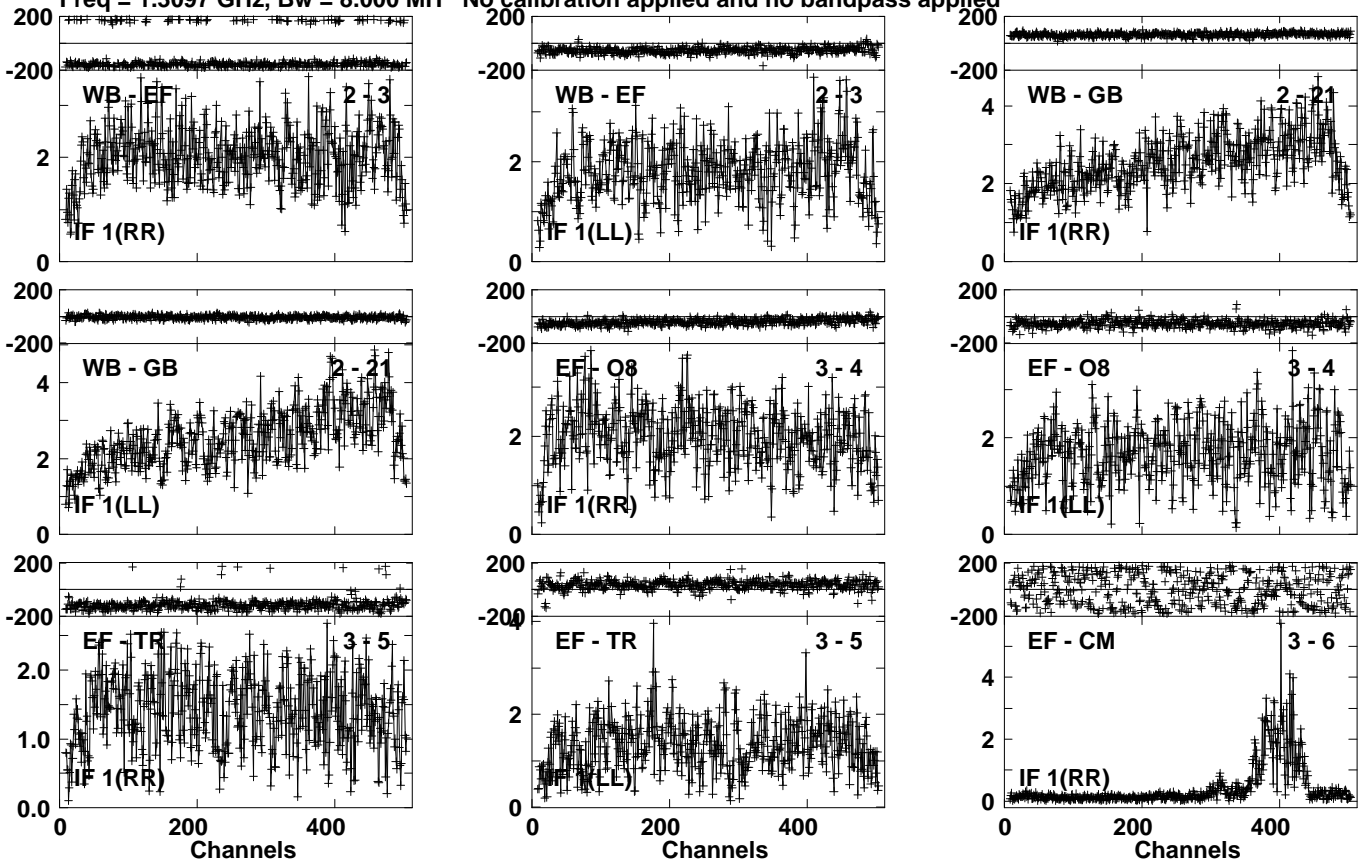 Freq = 1.3097 GHz, Bw = 8.000 MH No calibration applied and no bandpass applied
200
-200
WB - EF 2 - 3
2
IF 1(RR)
0
200
-200
WB - EF 2 - 3
2
IF 1(LL)
0
200
-200
WB - GB 2 - 21
4
2
IF 1(RR)
0
200
-200
WB - GB 2 - 21
4
2
IF 1(LL)
0
200
-200
EF - O8 3 - 4
2
IF 1(RR)
0
200
-200
EF - O8 3 - 4
2
IF 1(LL)
0
200
-200
EF - TR 3 - 5
2.0
1.0
IF 1(RR)
0.0
0 200 400
Channels
200
-200
4
EF - TR 3 - 5
2
IF 1(LL)
0
0 200 400
Channels
200
-200
EF - CM 3 - 6
4
2
IF 1(RR)
0
0 200 400
Channels